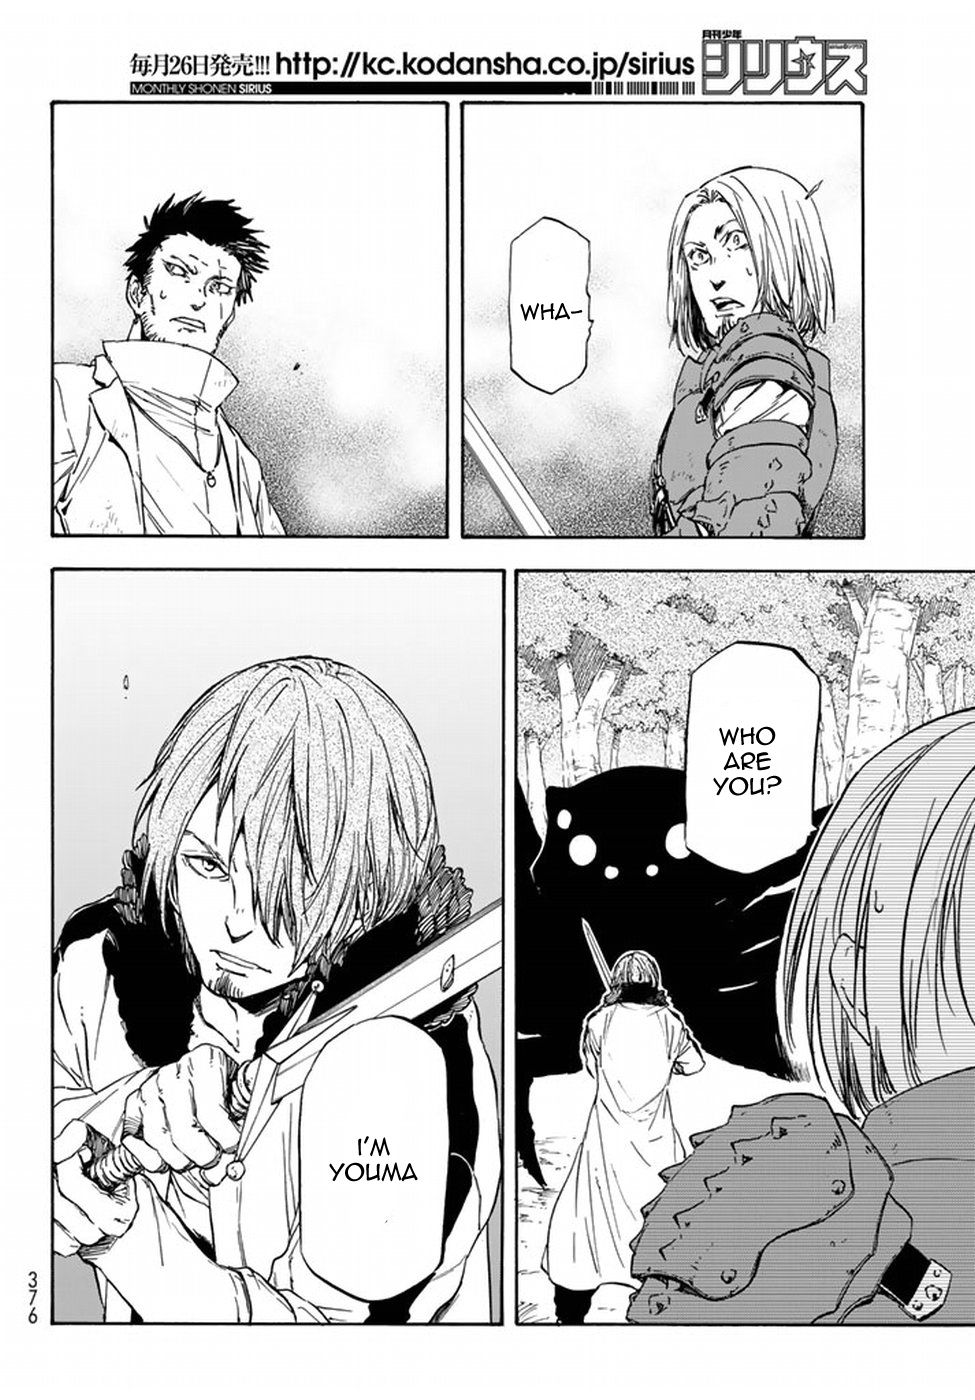 毎月26日発売!!! http://kc.kodansha.co.jp/sirius
月刊少年
シリウス
MONTHLY SHONEN SIRIUS
WHA-
WHO
ARE
YOU?
I'M
YOUMA
376